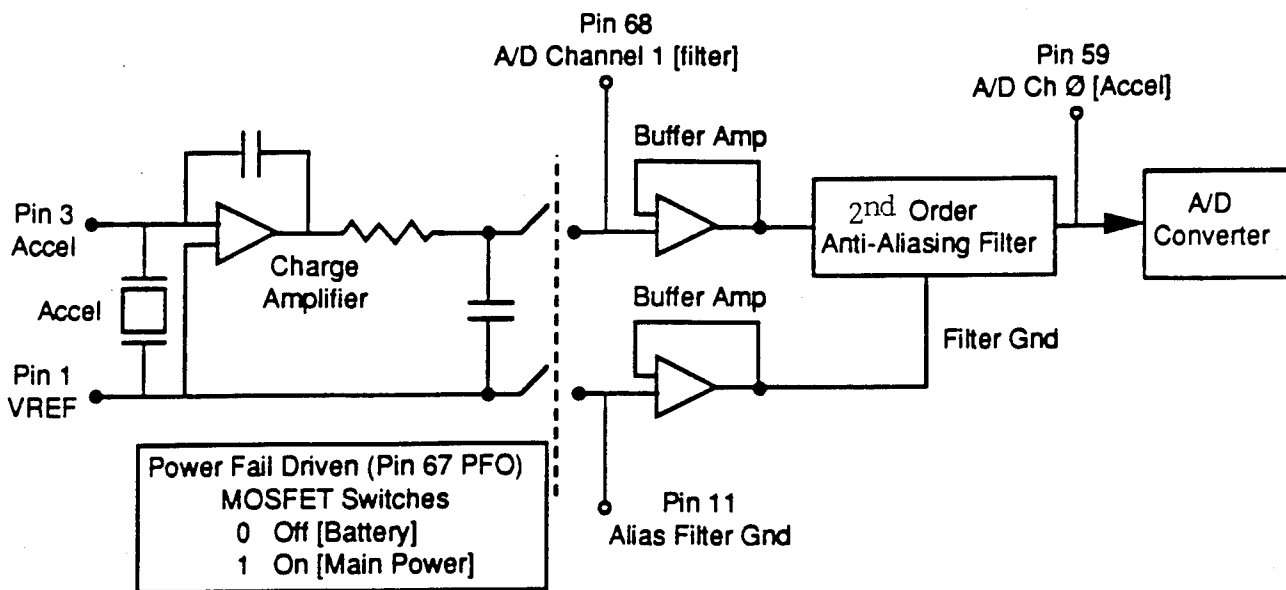 Pin 68
A/D Channel 1 [filter]
Pin 59
A/D Ch Ø [Accel]
Buffer Amp
Pin 3
Accel
Charge
Amplifier
2nd Order
Anti-Aliasing Filter
A/D
Converter
Accel
Buffer Amp
Filter Gnd
Pin 1
VREF
Power Fail Driven (Pin 67 PFO)
MOSFET Switches
0 Off [Battery]
1 On [Main Power]
Pin 11
Alias Filter Gnd